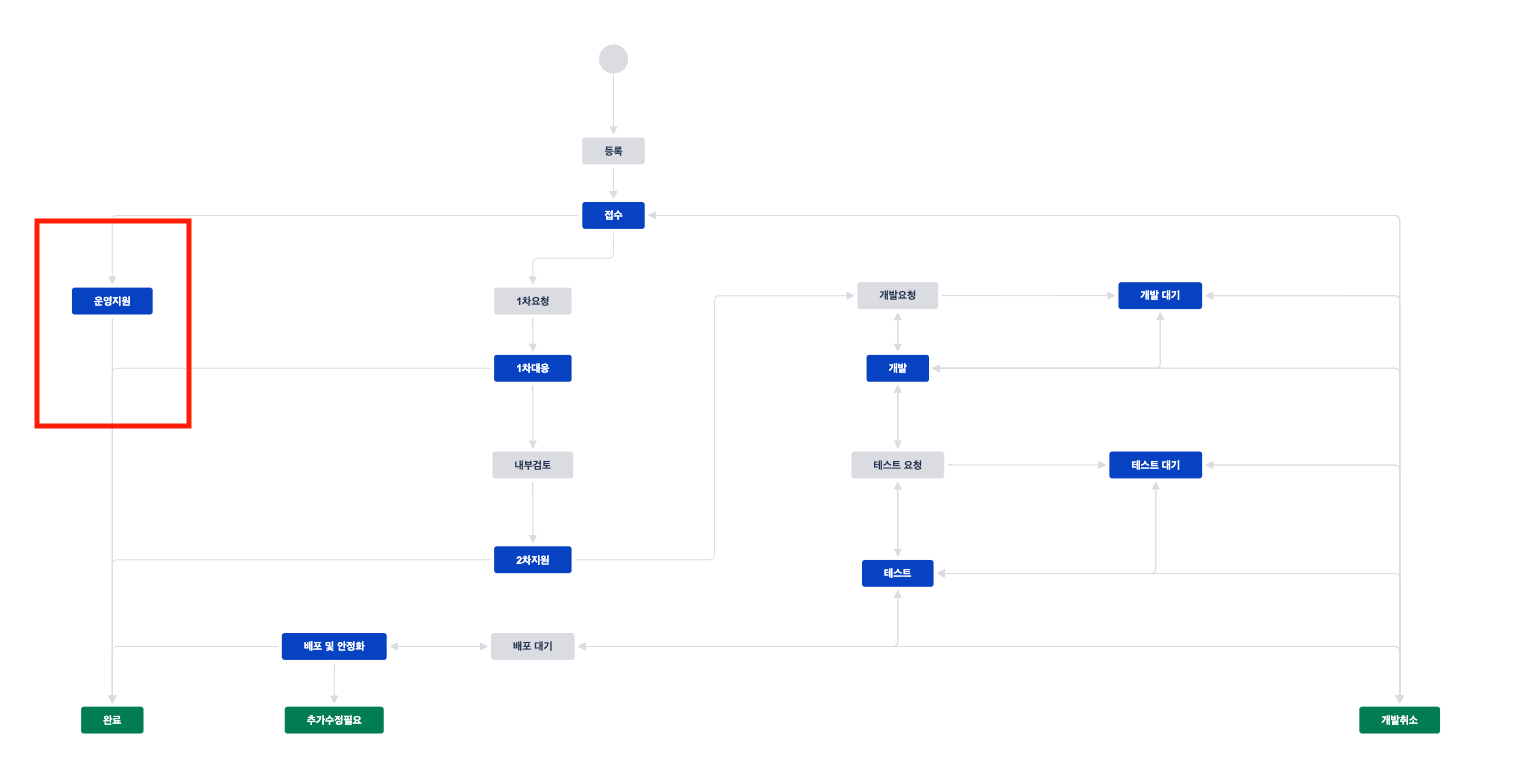 등록
접수
운영지원
1차요청
개발요청
개발 대기
1차대응
개발
내부검토
테스트 요청
테스트 대기
2차지원
테스트
배포 및 안정화
배포 대기
완료
추가수정필요
개발취소